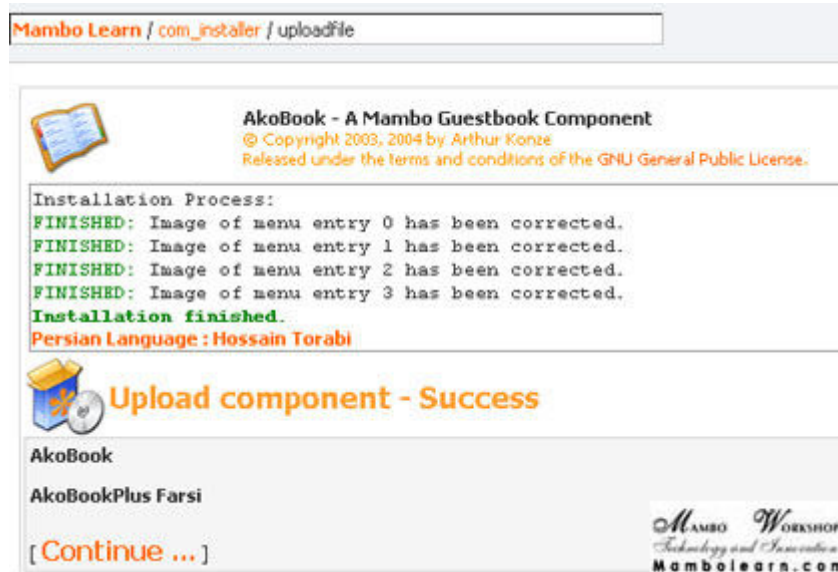 Mambo Learn / com_installer / uploadfile
AkoBook - A Mambo Guestbook Component
© Copyright 2003, 2004 by Arthur Konze
Released under the terms and conditions of the GNU General Public License.
Installation Process:
FINISHED: Image of menu entry 0 has been corrected.
FINISHED: Image of menu entry 1 has been corrected.
FINISHED: Image of menu entry 2 has been corrected.
FINISHED: Image of menu entry 3 has been corrected.
Installation finished.
Persian Language : Hossain Torabi
Upload component - Success
AkoBook
AkoBookPlus Farsi
[ Continue ... ]
Mambo Workshop
Technology and Innovation
Mambolearn.com